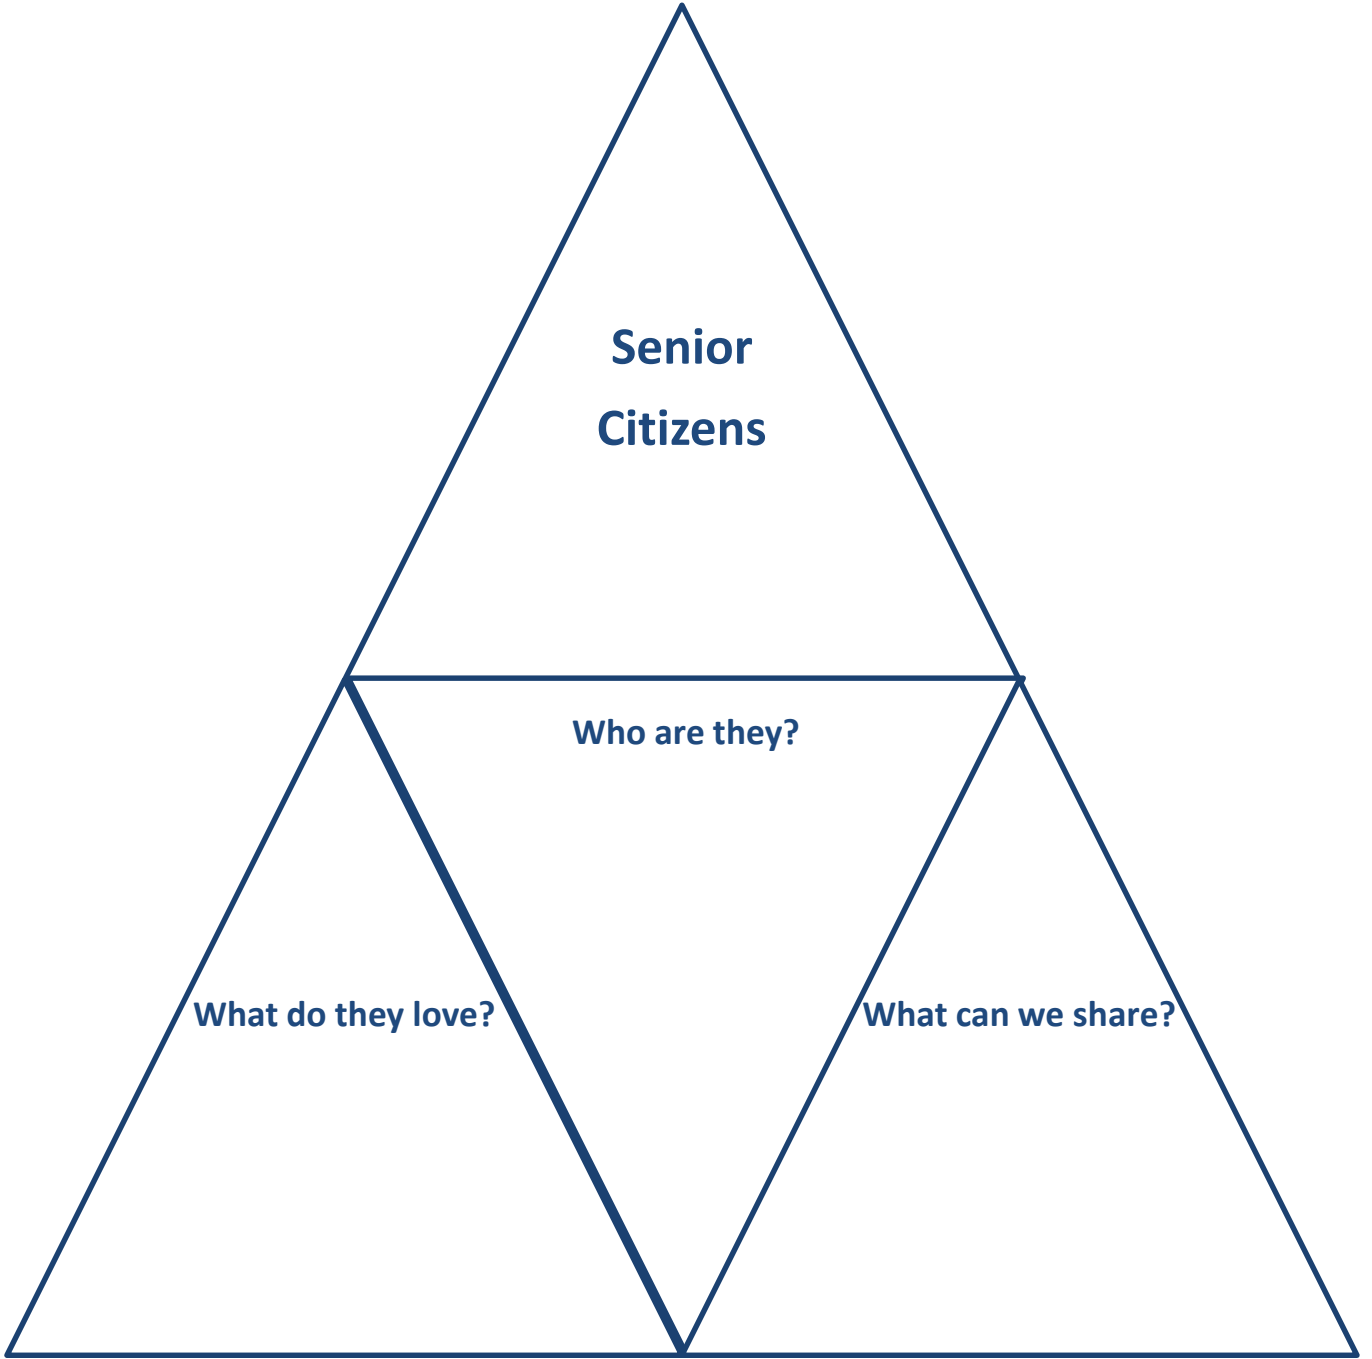 Senior
Citizens
Who are they?
What do they love?
What can we share?